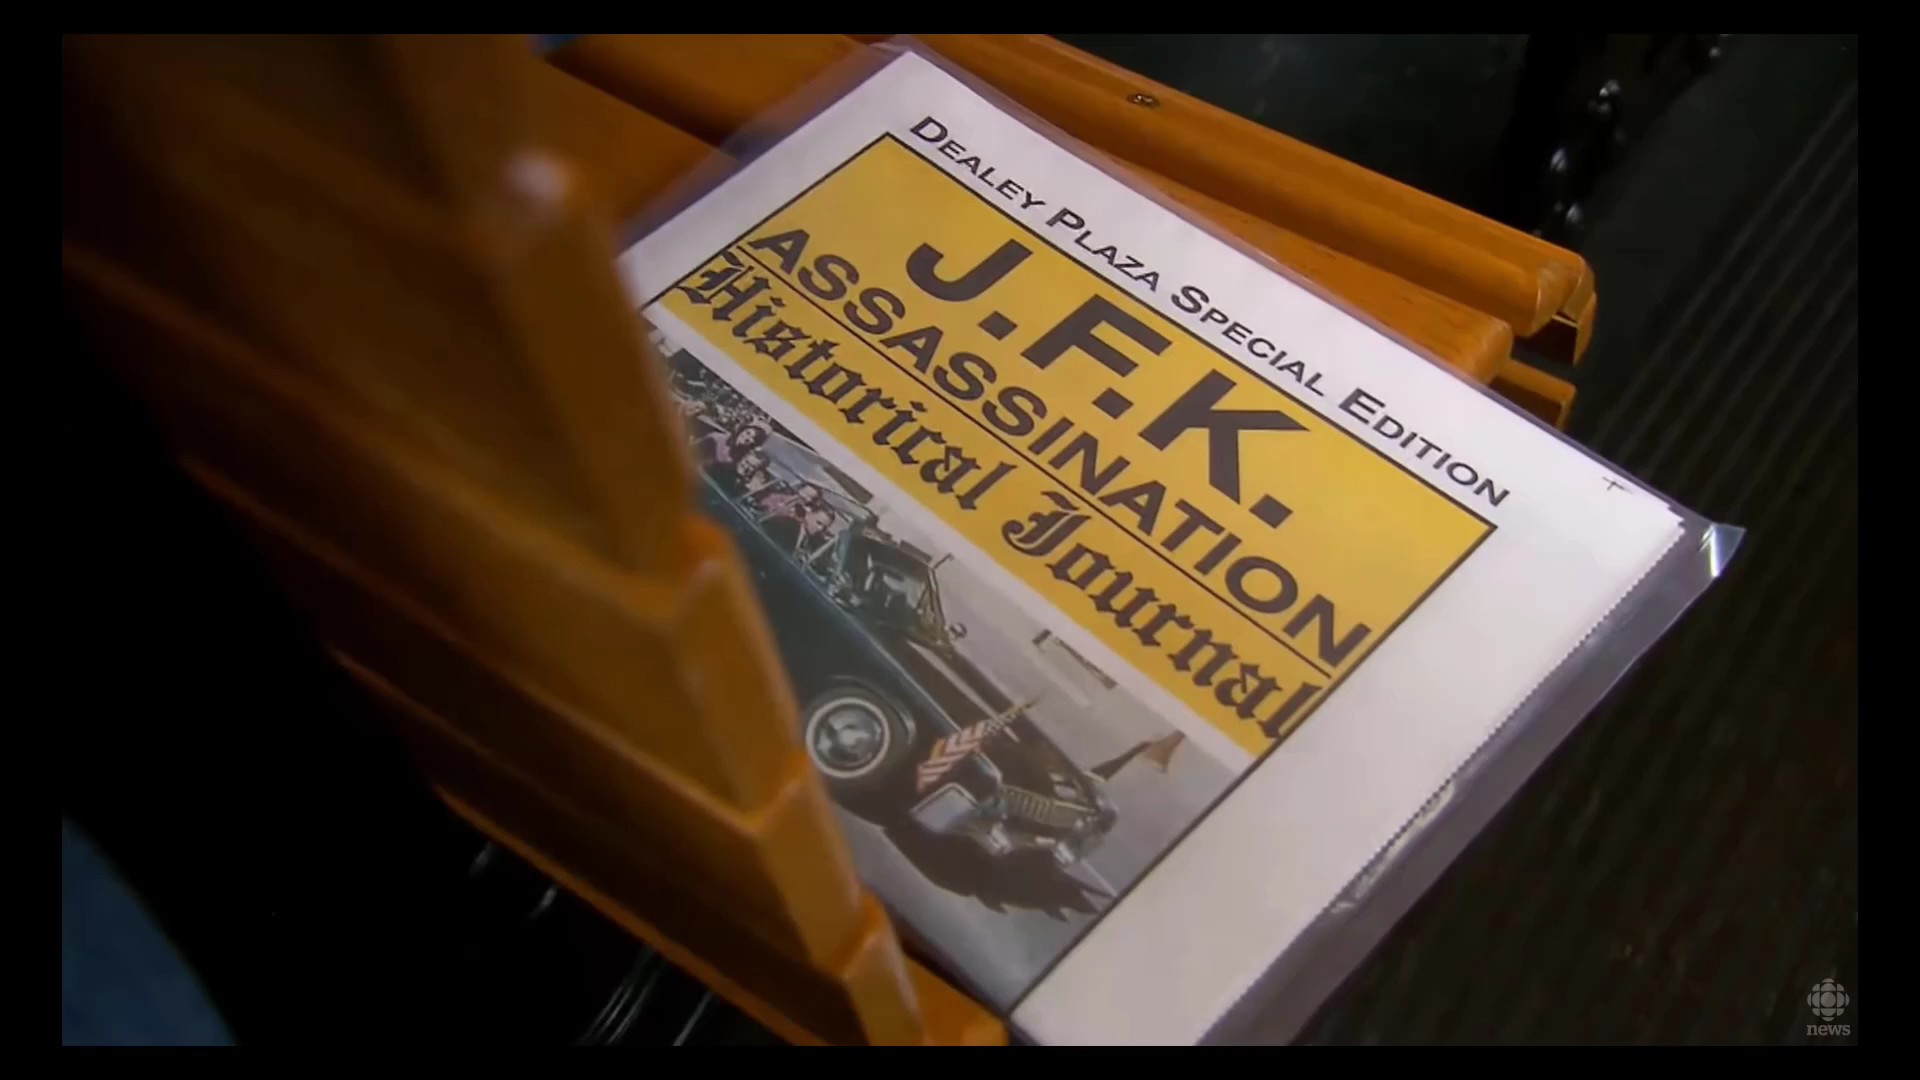 DEALEY PLAZA SPECIAL EDITION
J.F.K.
ASSASSINATION
Historical Journal
news